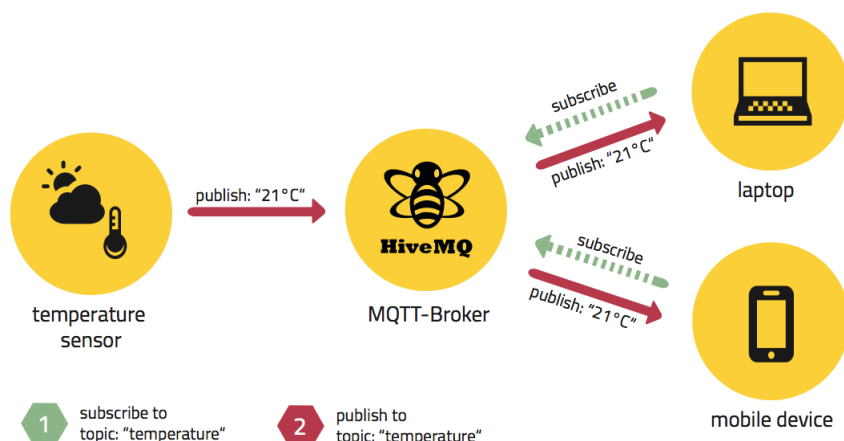 subscribe
publish: "21°C"
laptop
publish: "21°C"
HiveMQ
temperature
sensor
MQTT-Broker
subscribe
publish: "21°C"
mobile device
1
subscribe to
topic: "temperature"
2
publish to
topic: "temperature"